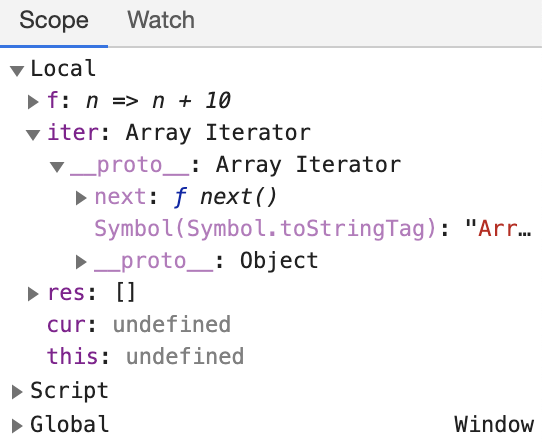 Scope Watch
Local
f: n => n + 10
iter: Array Iterator
__proto__: Array Iterator
next: ƒ next()
Symbol(Symbol.toStringTag): "Arr…
__proto__: Object
res: []
cur: undefined
this: undefined
Script
Global Window